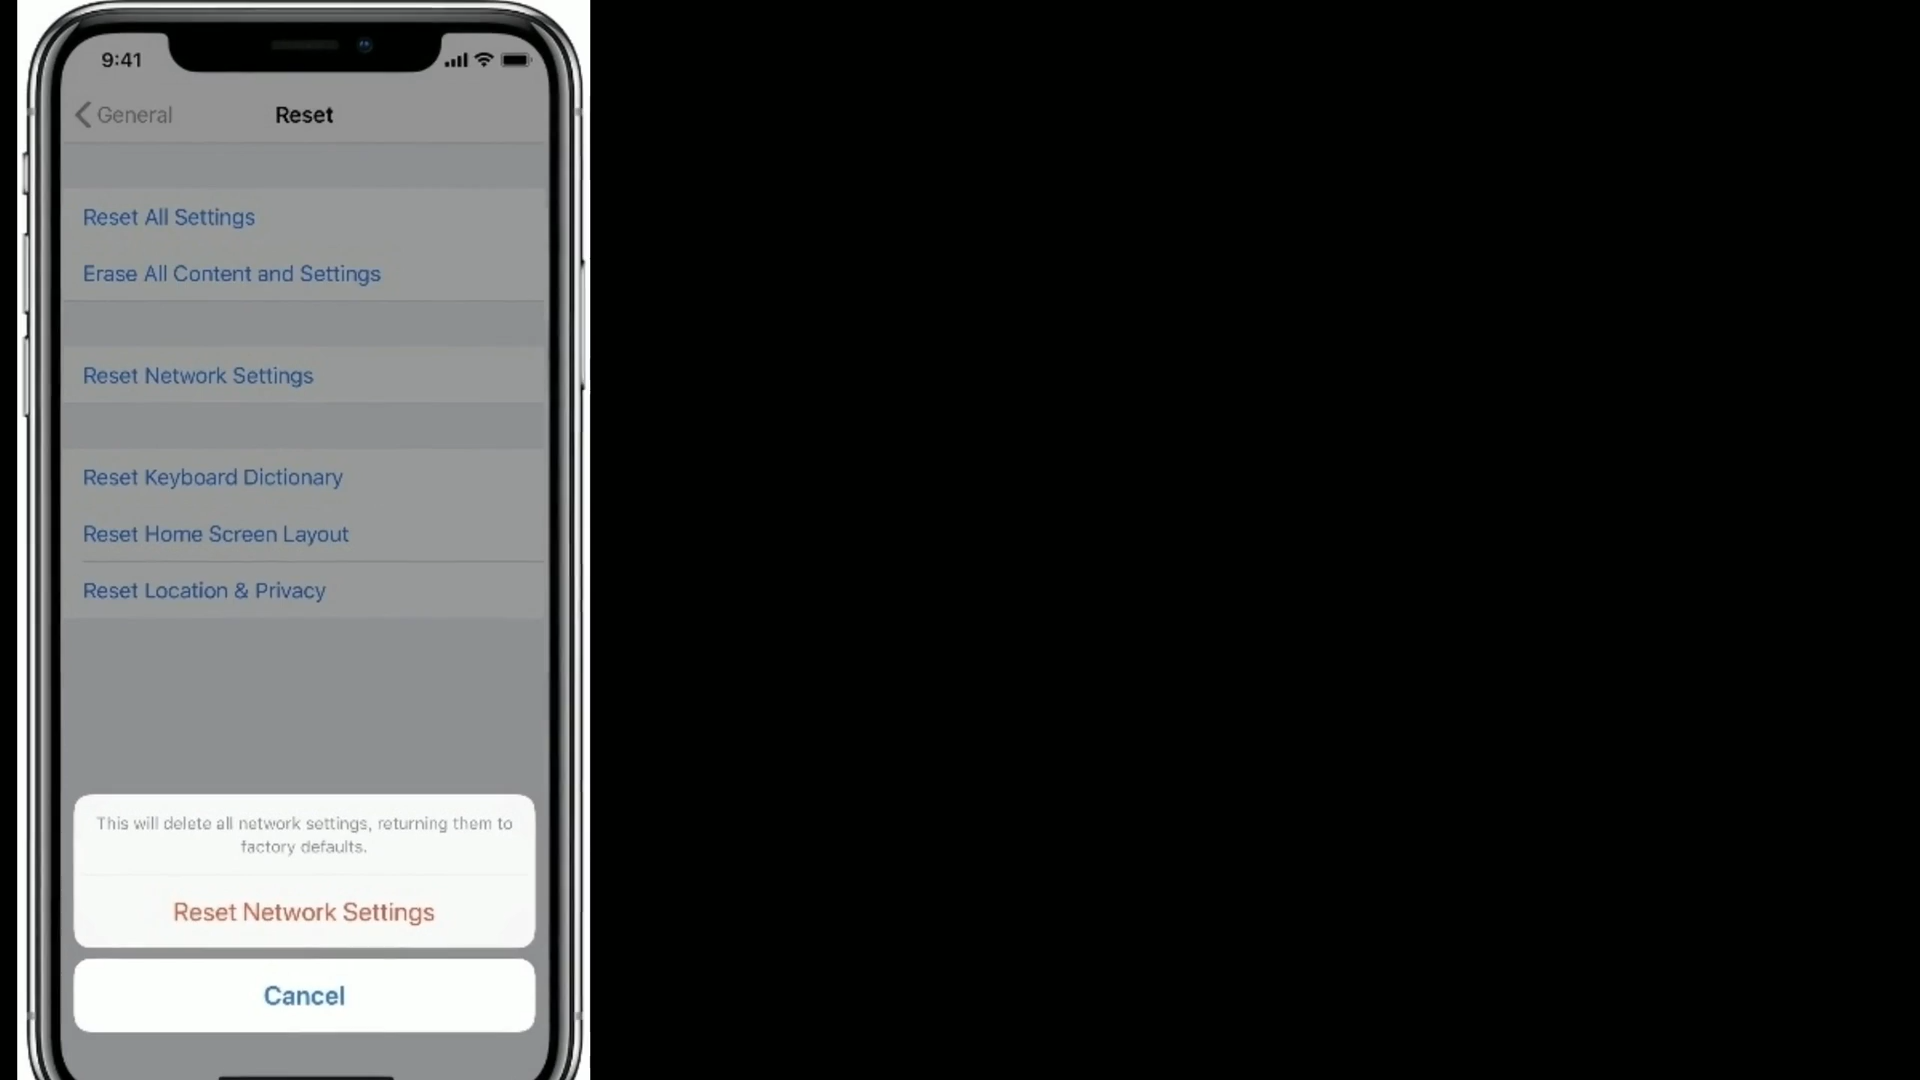 9:41
General
Reset
Reset All Settings
Erase All Content and Settings
Reset Network Settings
Reset Keyboard Dictionary
Reset Home Screen Layout
Reset Location & Privacy
This will delete all network settings, returning them to
factory defaults.
Reset Network Settings
Cancel